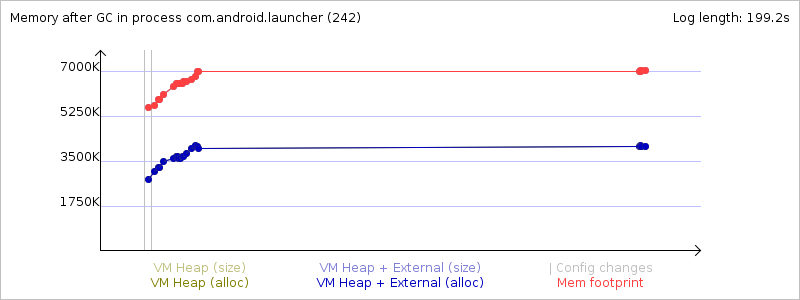 Memory after GC in process com.android.launcher (242)
Log length: 199.2s
7000K
5250K
3500K
1750K
VM Heap (size)
VM Heap + External (size)
| Config changes
VM Heap (alloc)
VM Heap + External (alloc)
Mem footprint